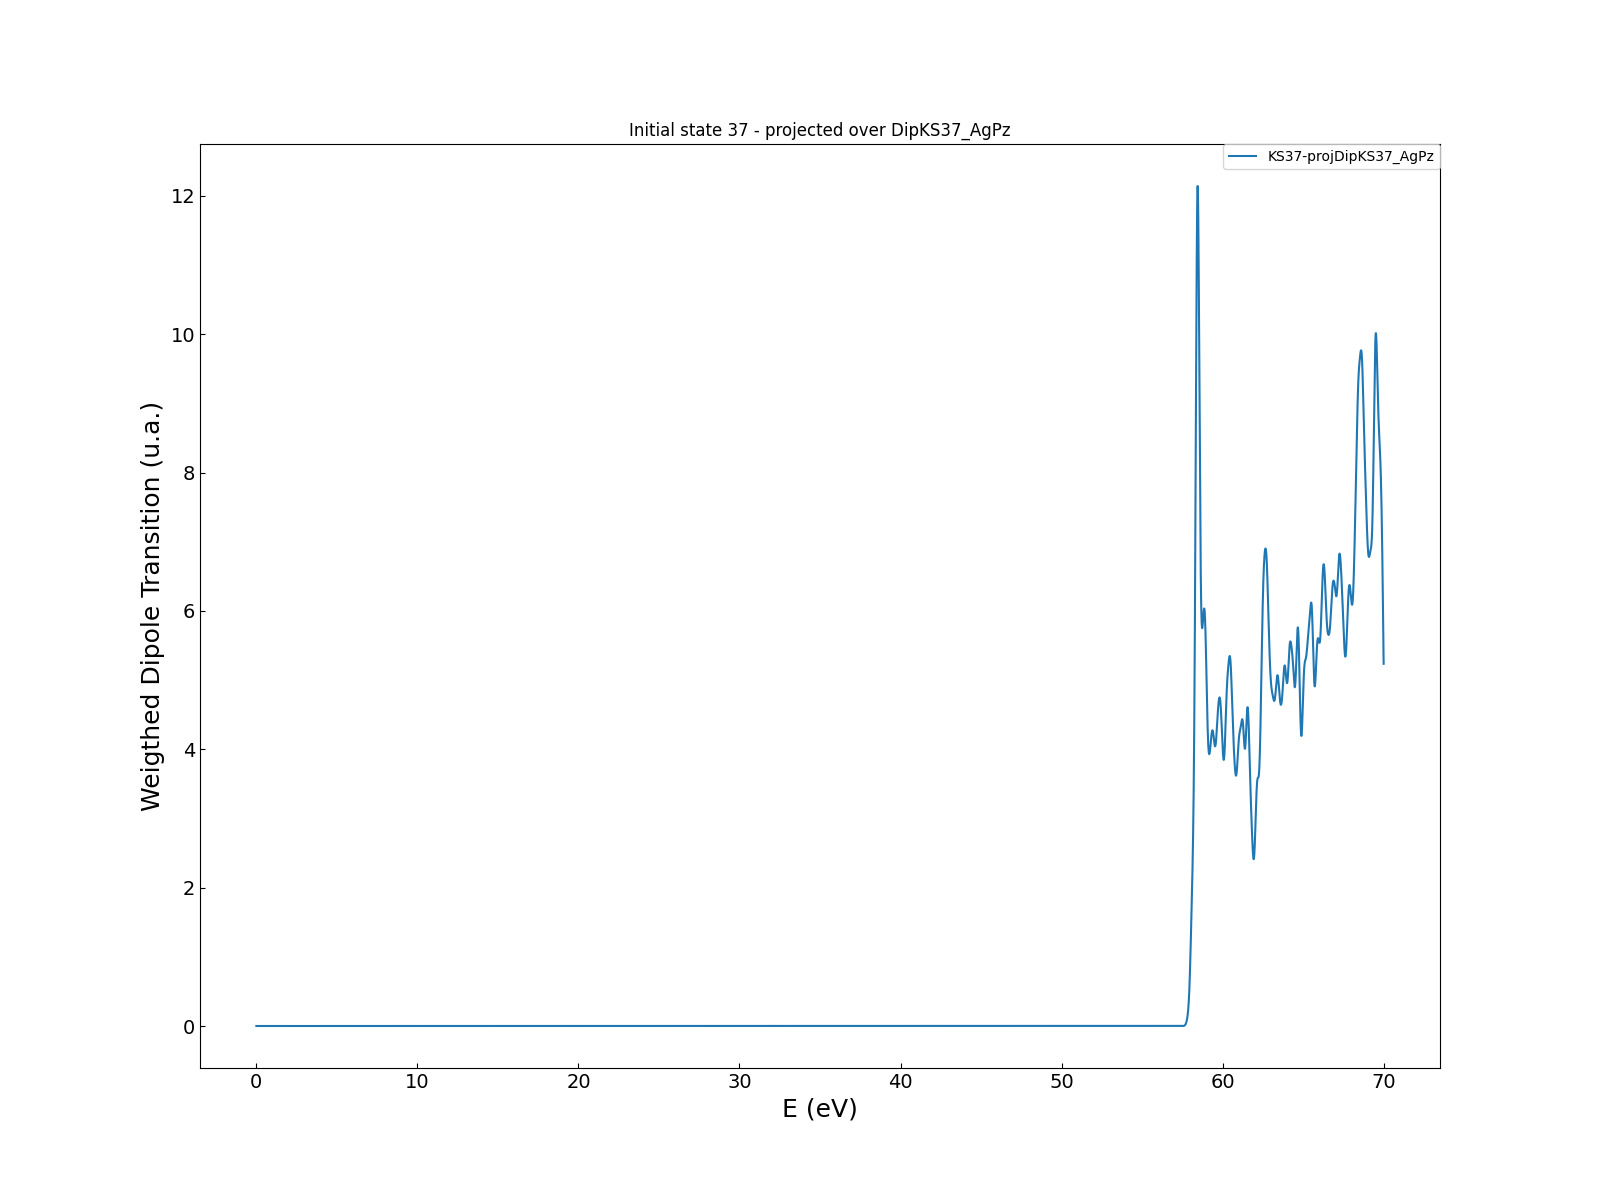 Initial state 37 - projected over DipKS37_AgPz
KS37-projDipKS37_AgPz
12
10
8
6
4
2
0
Weigthed Dipole Transition (u.a.)
0 10 20 30 40 50 60 70
E (eV)